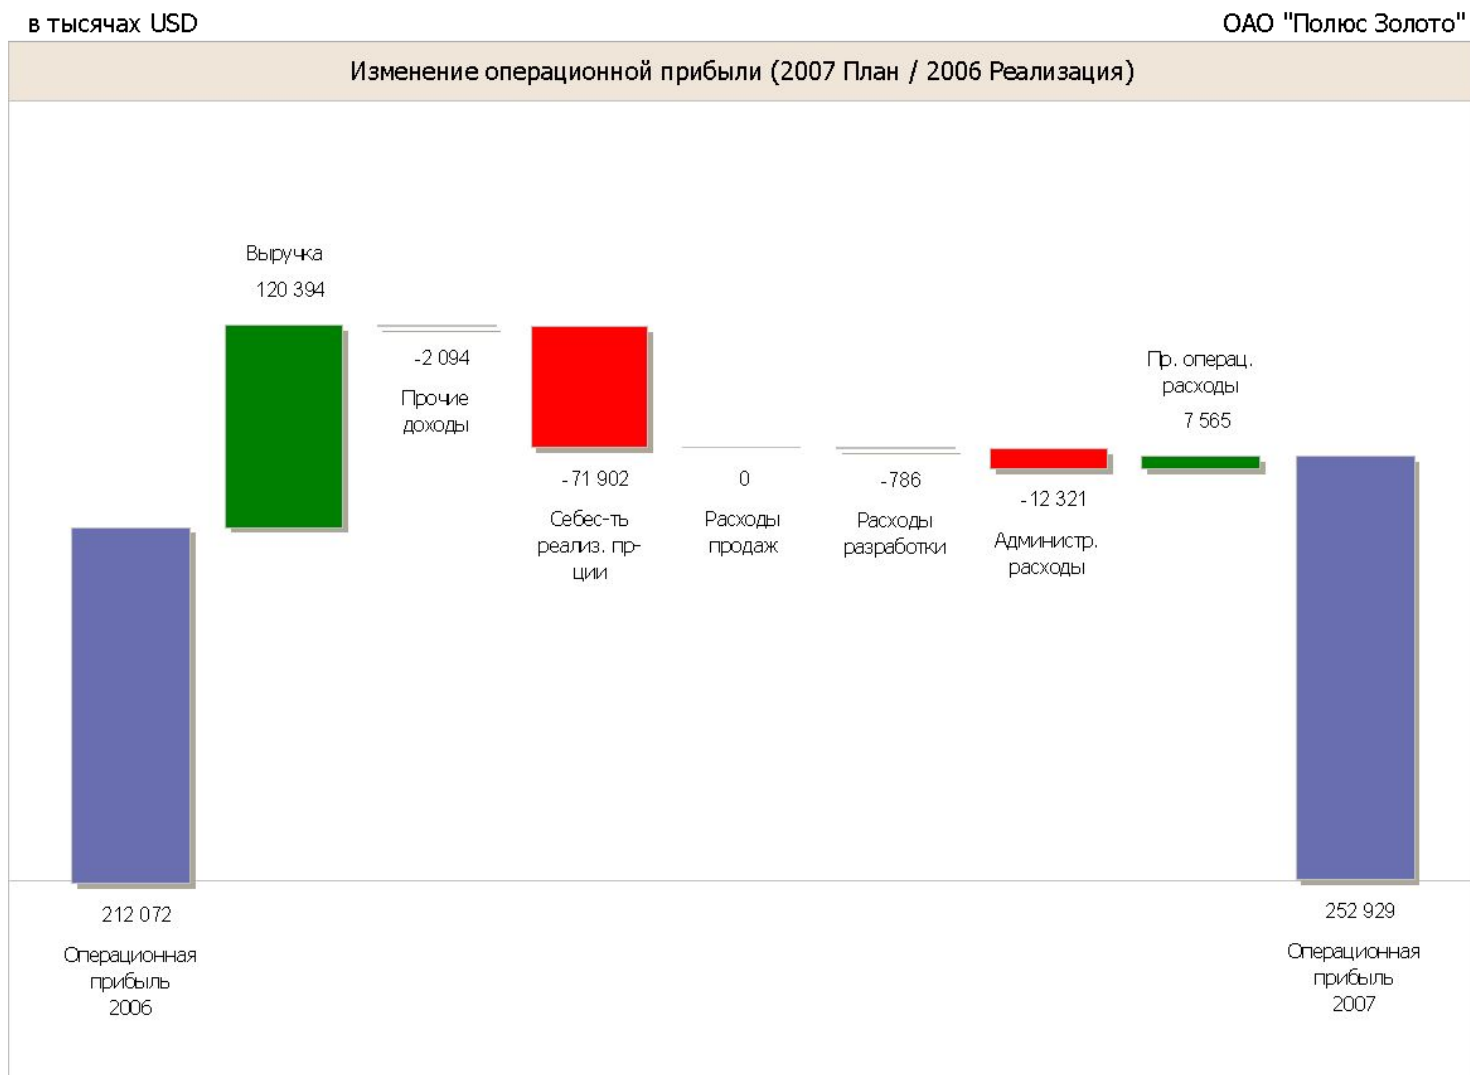 в тысячах USD
ОАО "Полюс Золото"
Изменение операционной прибыли (2007 План / 2006 Реализация)
Выручка
120 394
-2 094
Прочие
доходы
-71 902
Себес-ть
реализ. пр-
ции
0
Расходы
продаж
-786
Расходы
разработки
-12 321
Администр.
расходы
Пр. операц.
расходы
7 565
212 072
Операционная
прибыль
2006
252 929
Операционная
прибыль
2007